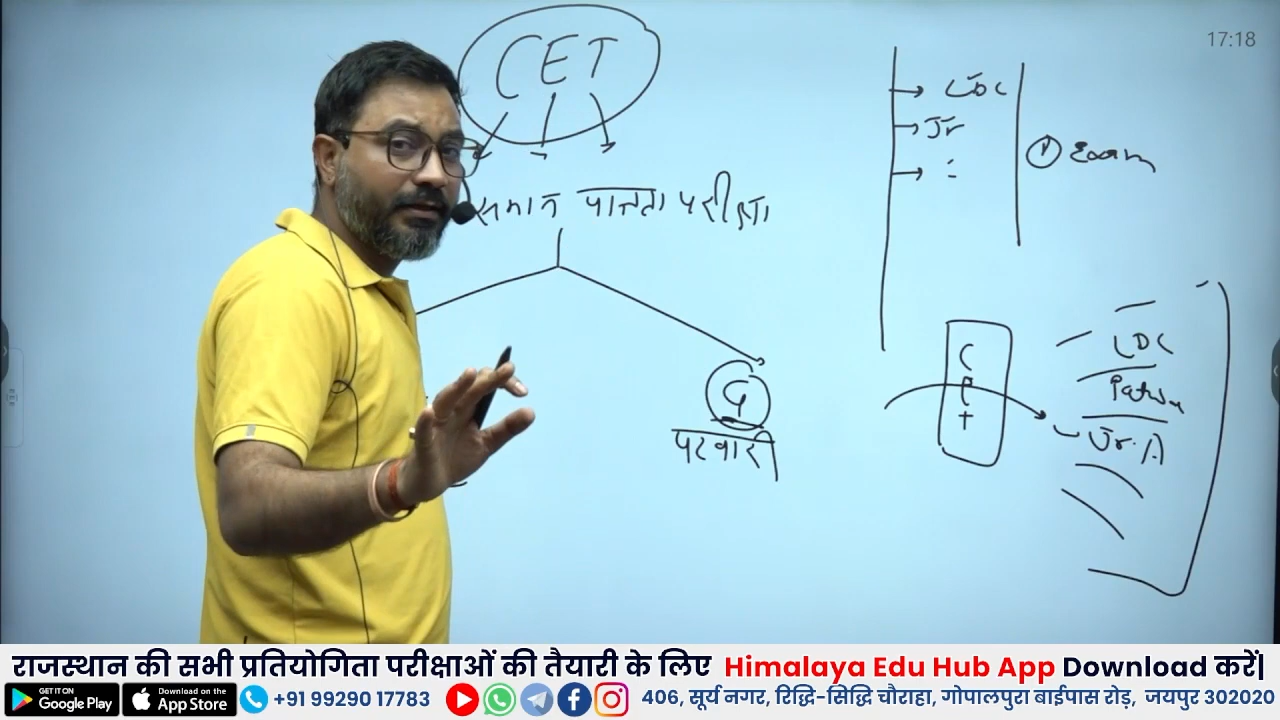 17:18
CET
समान पात्रता परीक्षा
LDC
Jr
① Exam
G
पटवारी
CET
LDC
Patwa
Jr. A
राजस्थान की सभी प्रतियोगिता परीक्षाओं की तैयारी के लिए Himalaya Edu Hub App Download करें|
GET IT ON Google Play
Download on the App Store
+91 99290 17783
406, सूर्य नगर, रिद्धि-सिद्धि चौराहा, गोपालपुरा बाईपास रोड़, जयपुर 302020